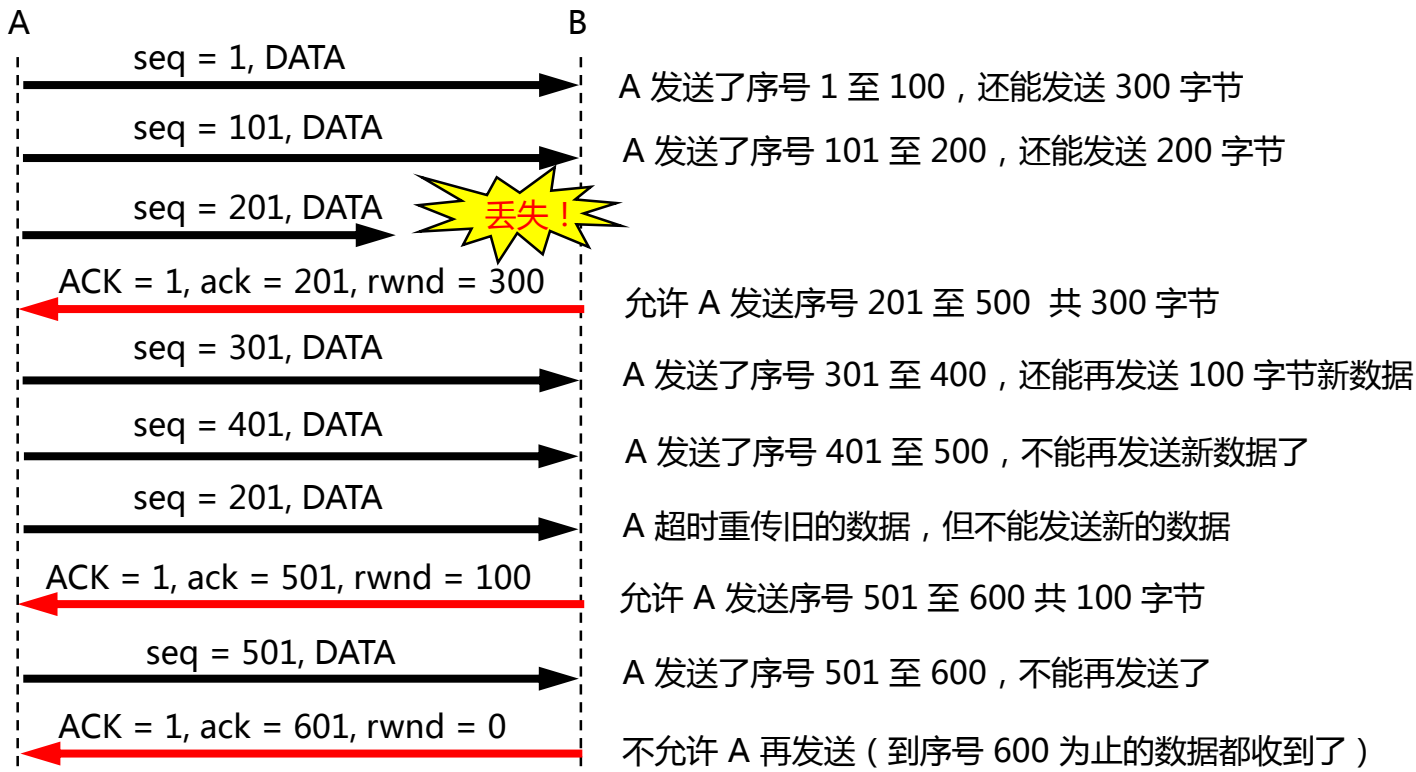 A
B
seq = 1, DATA
A 发送了序号 1 至 100，还能发送 300 字节
seq = 101, DATA
A 发送了序号 101 至 200，还能发送 200 字节
seq = 201, DATA
丢失！
ACK = 1, ack = 201, rwnd = 300
允许 A 发送序号 201 至 500 共 300 字节
seq = 301, DATA
A 发送了序号 301 至 400，还能再发送 100 字节新数据
seq = 401, DATA
A 发送了序号 401 至 500，不能再发送新数据了
seq = 201, DATA
A 超时重传旧的数据，但不能发送新的数据
ACK = 1, ack = 501, rwnd = 100
允许 A 发送序号 501 至 600 共 100 字节
seq = 501, DATA
A 发送了序号 501 至 600，不能再发送了
ACK = 1, ack = 601, rwnd = 0
不允许 A 再发送（到序号 600 为止的数据都收到了）